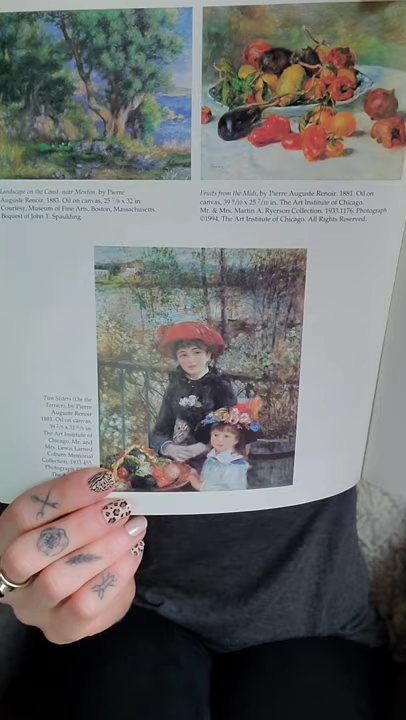 Landscape on the Coast, near Menton, by Pierre
Auguste Renoir. 1883. Oil on canvas, 25 7/8 x 32 in.
Courtesy, Museum of Fine Arts, Boston, Massachusetts.
Bequest of John T. Spaulding.
Fruits from the Midi, by Pierre Auguste Renoir. 1881. Oil on
canvas, 39 x 25 in. The Art Institute of Chicago.
Mr. & Mrs. Martin A. Ryerson Collection. 1933.1176. Photograph
©1994, The Art Institute of Chicago. All Rights Reserved.
Two Sisters (On the
Terrace), by Pierre
Auguste Renoir
1881. Oil on canvas,
in.
The Art Institute of
Chicago. Mr. and
Mrs. Lewis Larned
Coburn Memorial
Collection, 1933.455.
Photograph
The